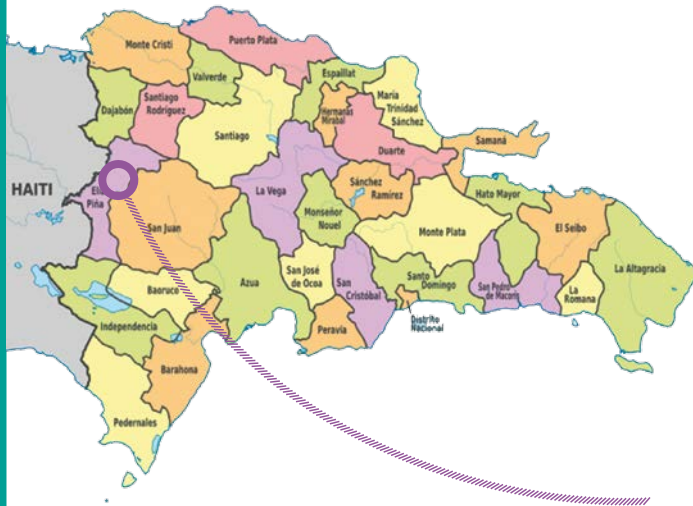 Monte Cristi
Puerto Plata
Valverde
Espaillat
Dajabón
Santiago
Rodríguez
Santiago
Hermanas
Mirabal
María
Trinidad
Sánchez
Duarte
Samaná
HAITI
Piña
San Juan
La Vega
Sánchez
Ramírez
Monseñor
Nouel
Monte Plata
Hato Mayor
El Seibo
La Altagracia
Baoruco
Azua
San José
de Ocoa
San
Cristóbal
Santo
Domingo
San Pedro
de Macorís
La
Romana
Independencia
Peravia
Distrito
Nacional
Barahona
Pedernales